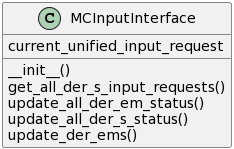 C MCInputInterface
current_unified_input_request
__init__()
get_all_der_s_input_requests()
update_all_der_em_status()
update_all_der_s_status()
update_der_ems()